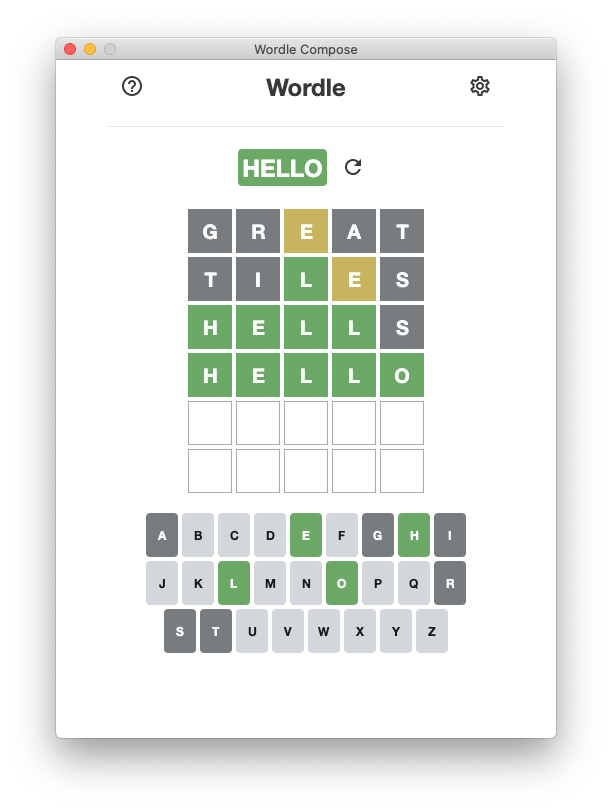 Wordle Compose
Wordle
HELLO
G R E A T
T I L E S
H E L L S
H E L L O
A B C D E F G H I
J K L M N O P Q R
S T U V W X Y Z